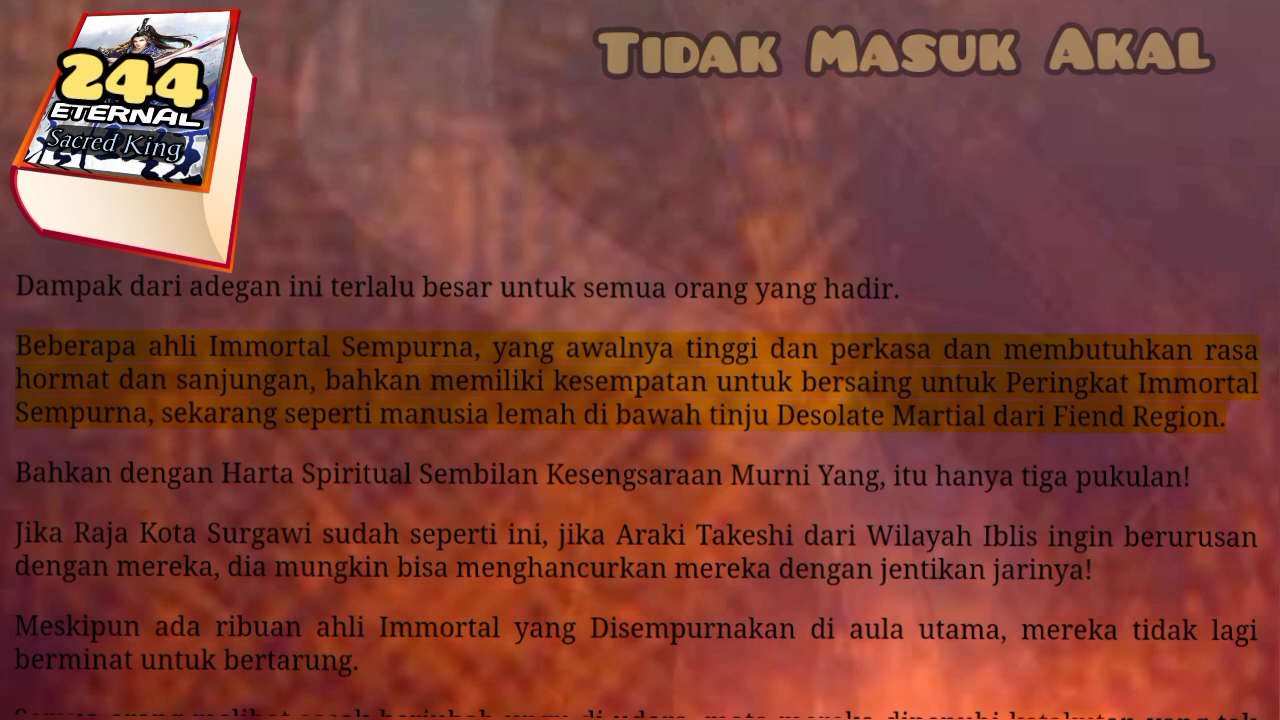 244
ETERNAL
Sacred King
Tidak Masuk Akal
Dampak dari adegan ini terlalu besar untuk semua orang yang hadir.
Beberapa ahli Immortal Sempurna, yang awalnya tinggi dan perkasa dan membutuhkan rasa
hormat dan sanjungan, bahkan memiliki kesempatan untuk bersaing untuk Peringkat Immortal
Sempurna, sekarang seperti manusia lemah di bawah tinju Desolate Martial dari Fiend Region.
Bahkan dengan Harta Spiritual Sembilan Kesengsaraan Murni Yang, itu hanya tiga pukulan!
Jika Raja Kota Surgawi sudah seperti ini, jika Araki Takeshi dari Wilayah Iblis ingin berurusan
dengan mereka, dia mungkin bisa menghancurkan mereka dengan jentikan jarinya!
Meskipun ada ribuan ahli Immortal yang Disempurnakan di aula utama, mereka tidak lagi
berminat untuk bertarung.